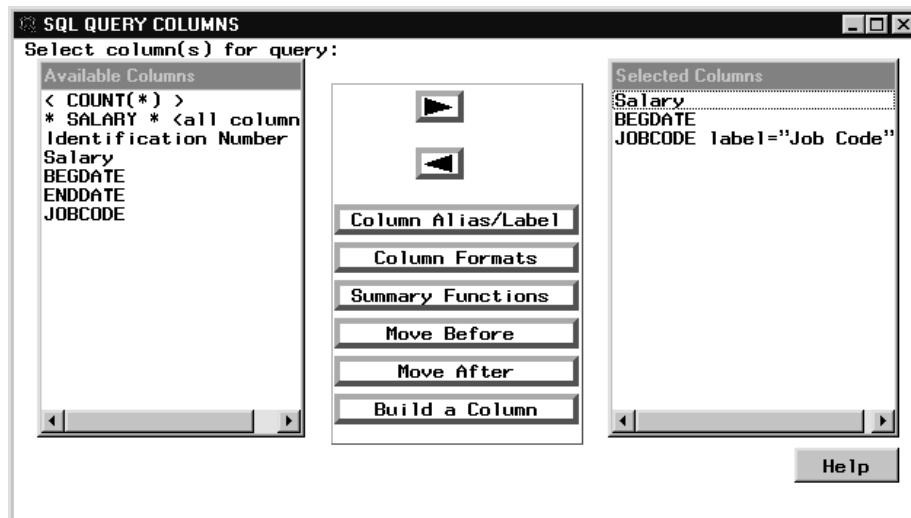 SQL QUERY COLUMNS
Select column(s) for query:
Available Columns
< COUNT(*) >
* SALARY * <all column
Identification Number
Salary
BEGDATE
ENDDATE
JOBCODE
Column Alias/Label
Column Formats
Summary Functions
Move Before
Move After
Build a Column
Selected Columns
Salary
BEGDATE
JOBCODE label="Job Code"
Help